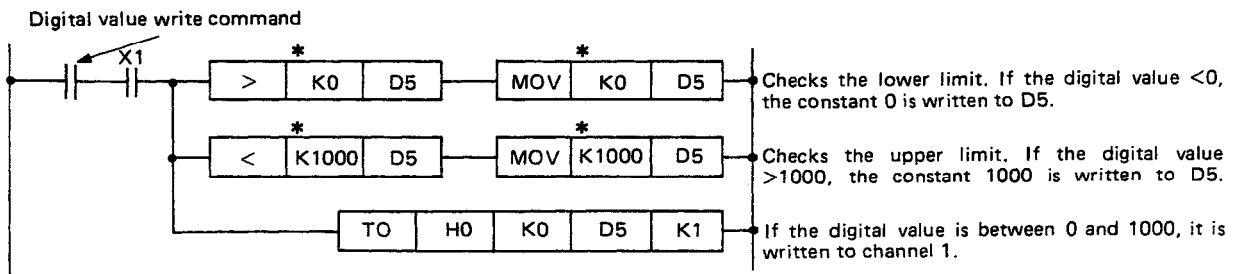 Digital value write command
X1
* *
> K0 D5 MOV K0 D5
Checks the lower limit. If the digital value <0,
the constant 0 is written to D5.
* *
< K1000 D5 MOV K1000 D5
Checks the upper limit. If the digital value
>1000, the constant 1000 is written to D5.
TO H0 K0 D5 K1
If the digital value is between 0 and 1000, it is
written to channel 1.